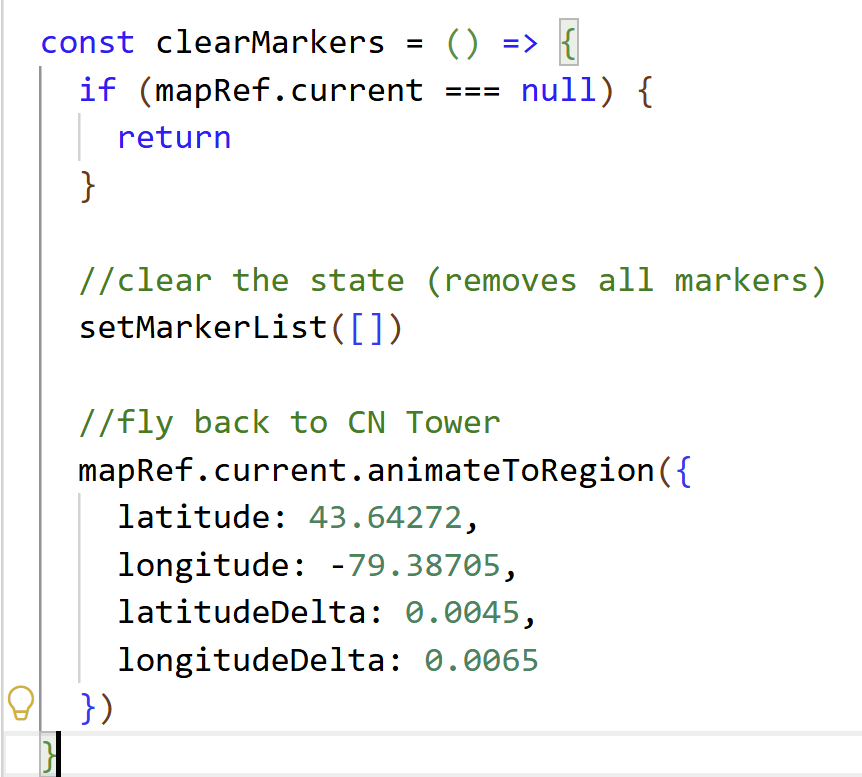 const clearMarkers = () => {
if (mapRef.current === null) {
return
}
//clear the state (removes all markers)
setMarkerList([])
//fly back to CN Tower
mapRef.current.animateToRegion({
latitude: 43.64272,
longitude: -79.38705,
latitudeDelta: 0.0045,
longitudeDelta: 0.0065
})
}